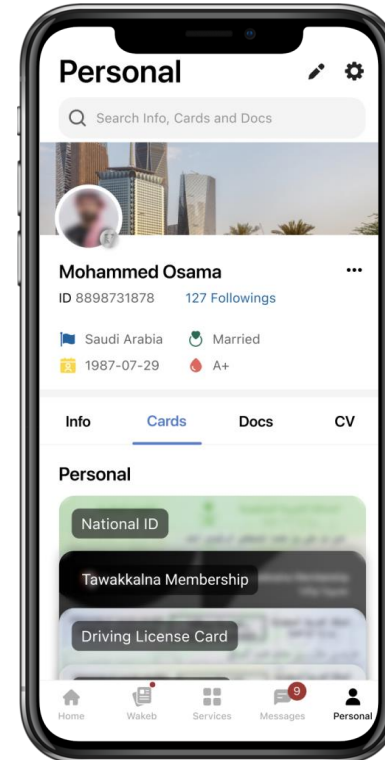 Personal
Search Info, Cards and Docs
Mohammed Osama
ID 8898731878 127 Followings
Saudi Arabia Married
1987-07-29 A+
Info Cards Docs CV
Personal
National ID
Tawakkalna Membership
Driving License Card
9
Home Wakeb Services Messages Personal